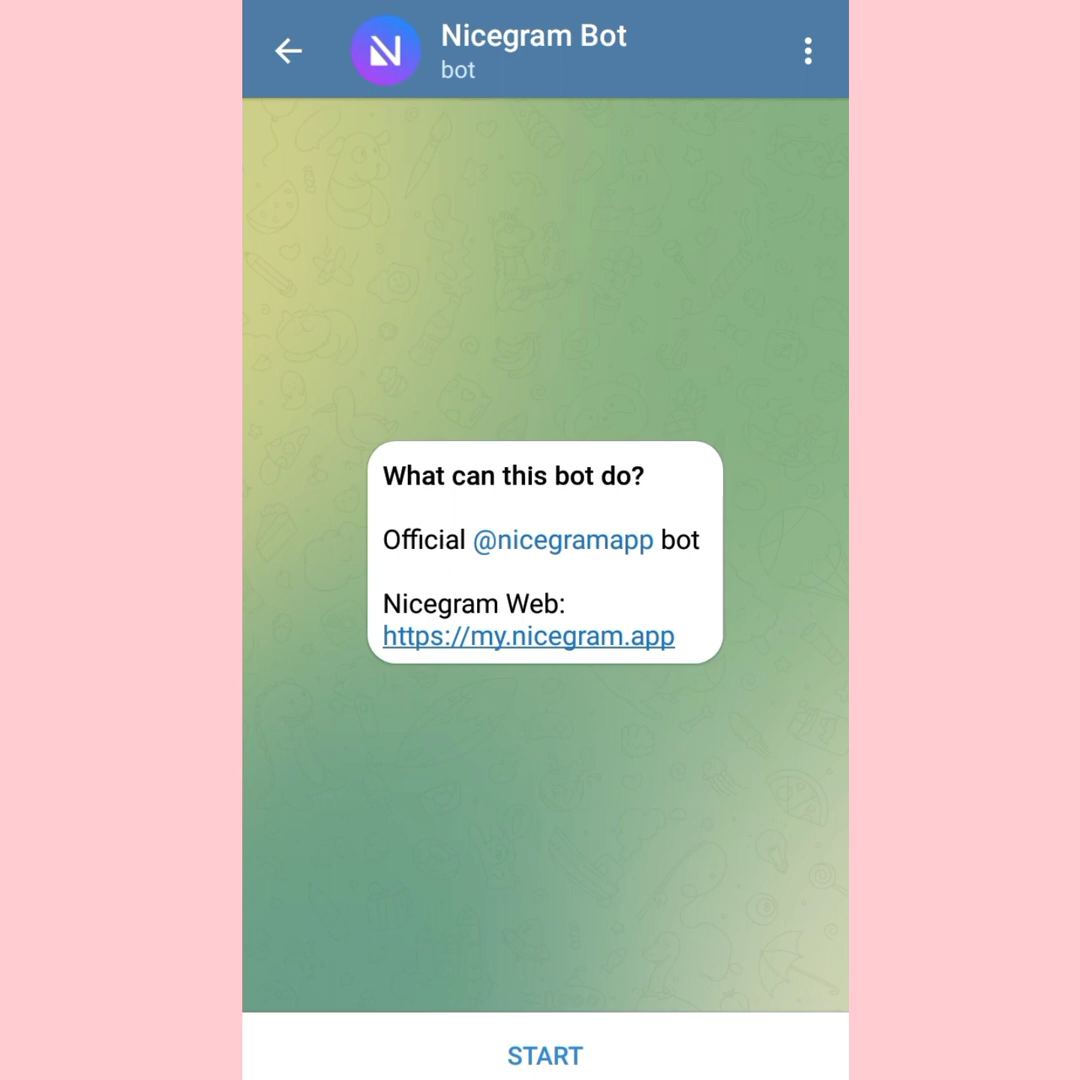 Nicegram Bot
bot
What can this bot do?
Official @nicegramapp bot
Nicegram Web:
https://my.nicegram.app
START